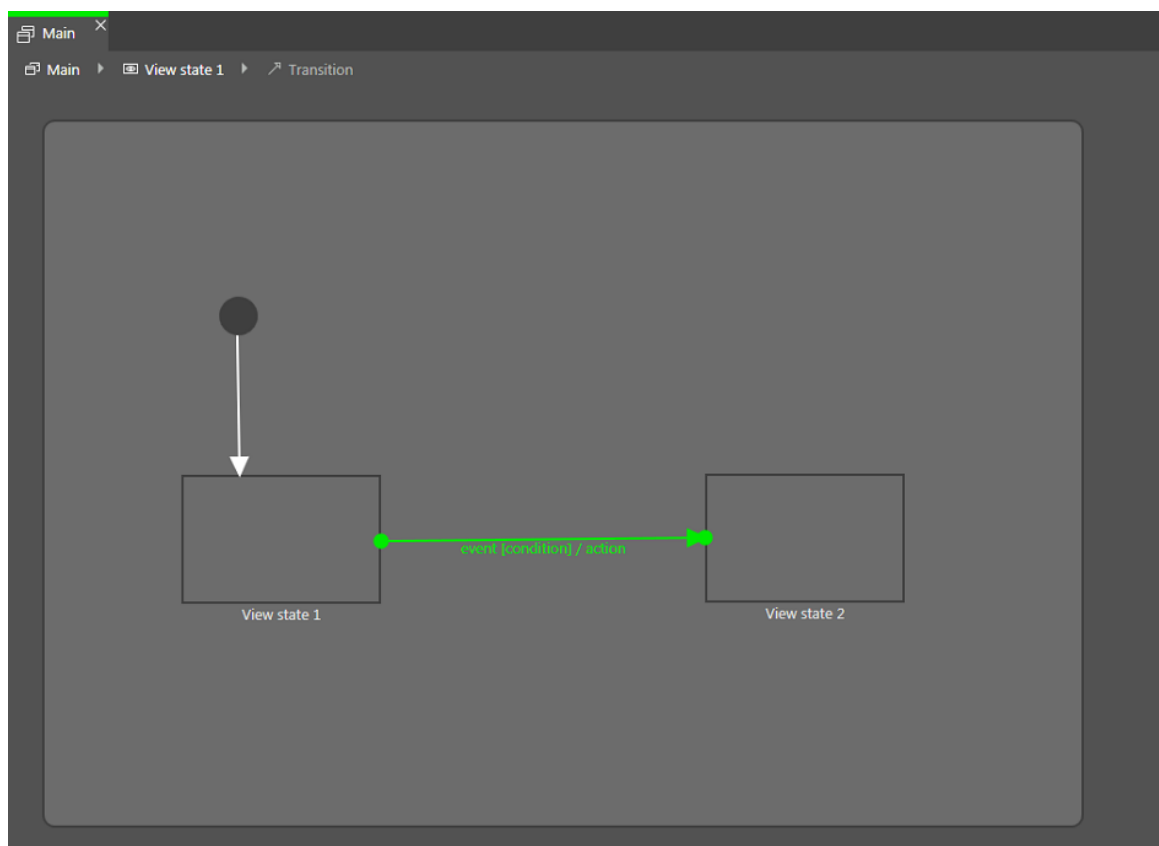 Main
Main View state 1 Transition
event [condition] / action
View state 1
View state 2